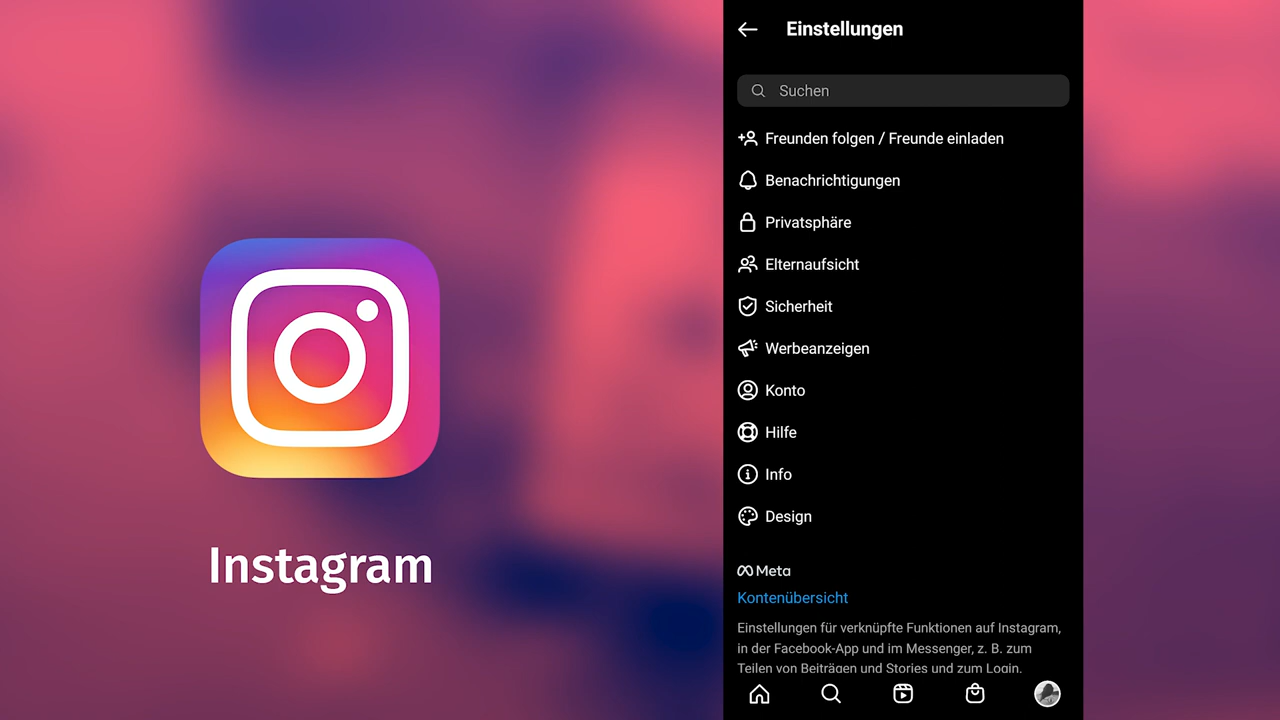 Instagram
Einstellungen
Suchen
Freunden folgen / Freunde einladen
Benachrichtigungen
Privatsphäre
Elternaufsicht
Sicherheit
Werbeanzeigen
Konto
Hilfe
Info
Design
Meta
Kontenübersicht
Einstellungen für verknüpfte Funktionen auf Instagram,
in der Facebook-App und im Messenger, z. B. zum
Teilen von Beiträgen und Stories und zum Login.